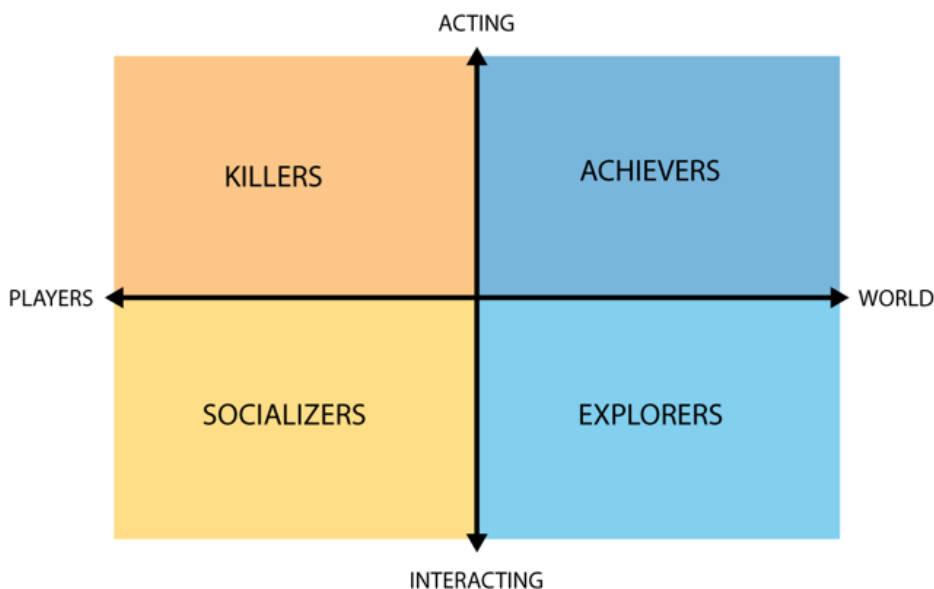 ACTING
KILLERS
ACHIEVERS
PLAYERS
WORLD
SOCIALIZERS
EXPLORERS
INTERACTING